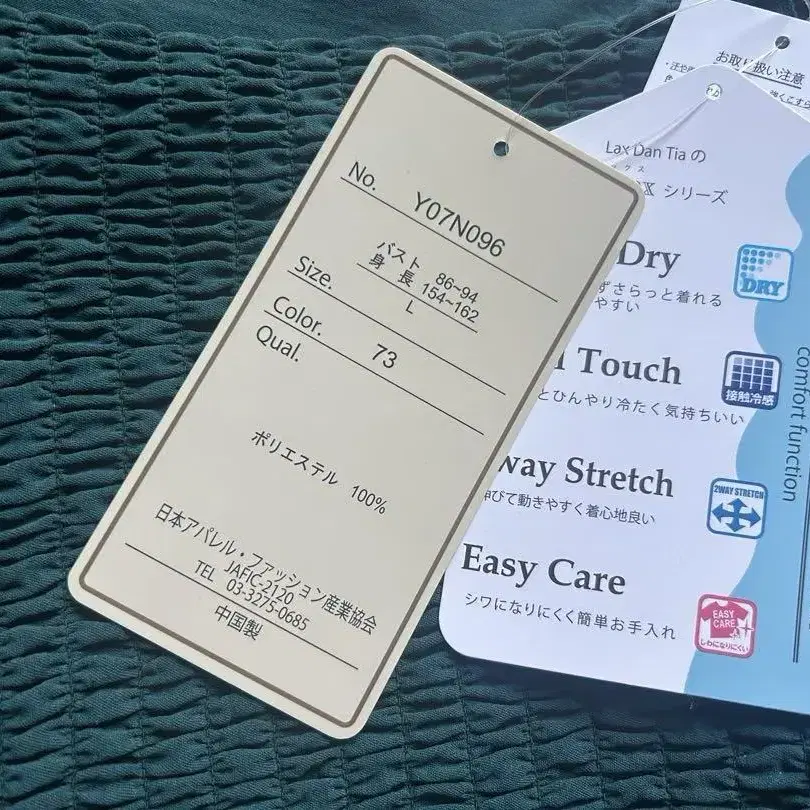 No. Y07N096
バスト 86~94
身 長 154~162
Size. L
Color. 73
Qual.
ポリエステル 100%
日本アパレル・ファッション産業協会
JAFIC-2120
TEL 03-3275-0685
中国製
お取り扱い注意
Lax Dan Tia の
シリーズ
Dry
ずさらっと着れる
やすい
DRY
Touch
とひんやり冷たく気持ちいい
接触冷感
way Stretch
伸びて動きやすく着心地良い
2WAY STRETCH
Easy Care
シワになりにくく簡単お手入れ
EASY CARE
しわになりにくい
comfort function